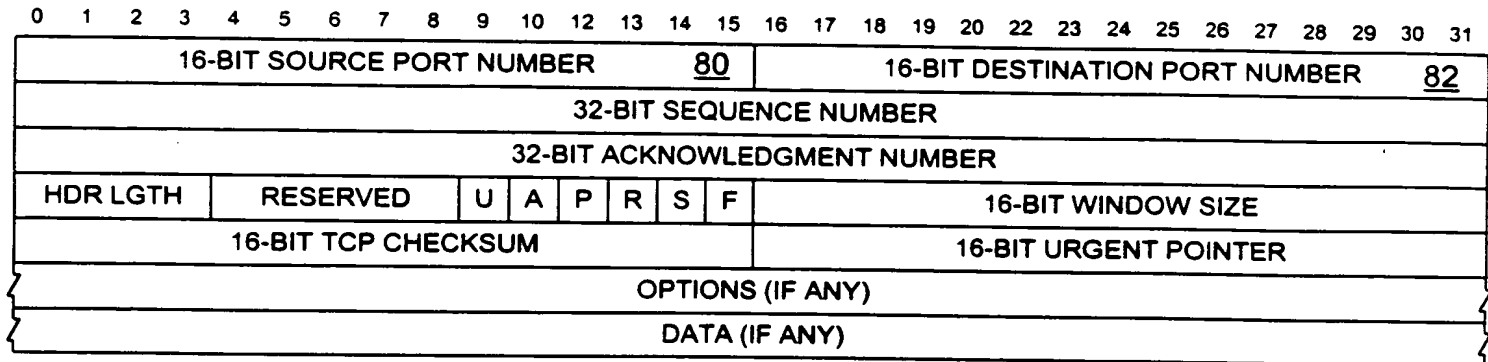 0 1 2 3 4 5 6 7 8 9 10 12 13 14 15 16 17 18 19 20 22 23 24 25 26 27 28 29 30 31
16-BIT SOURCE PORT NUMBER 80 16-BIT DESTINATION PORT NUMBER 82
32-BIT SEQUENCE NUMBER
32-BIT ACKNOWLEDGMENT NUMBER
HDR LGTH RESERVED U A P R S F 16-BIT WINDOW SIZE
16-BIT TCP CHECKSUM 16-BIT URGENT POINTER
OPTIONS (IF ANY)
DATA (IF ANY)